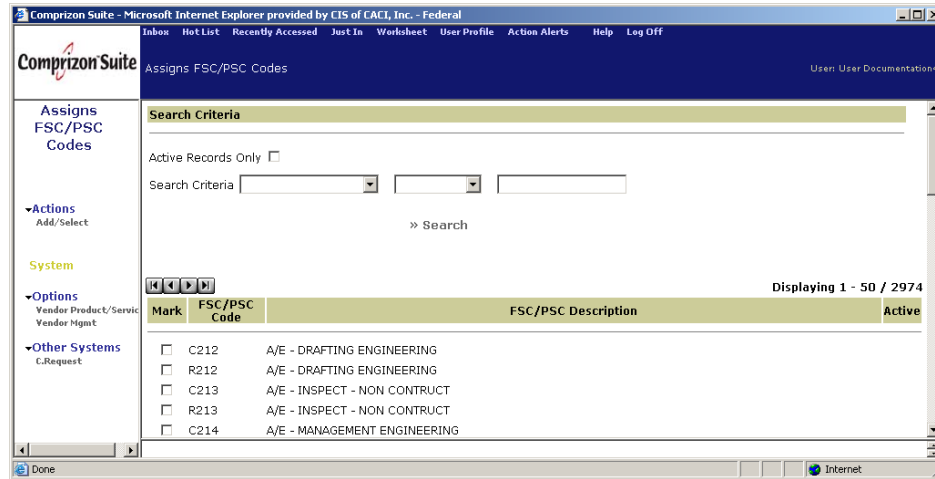 Comprizon Suite - Microsoft Internet Explorer provided by CIS of CACI, Inc. - Federal
Inbox Hot List Recently Accessed Just In Worksheet User Profile Action Alerts Help Log Off
Comprizon Suite
Assigns FSC/PSC Codes
User: User Documentation
Assigns
FSC/PSC
Codes
Actions
Add/Select
System
Options
Vendor Product/Servic
Vendor Mgmt
Other Systems
C.Request
Search Criteria
Active Records Only
Search Criteria
» Search
Displaying 1 - 50 / 2974
Mark FSC/PSC Code FSC/PSC Description Active
C212 A/E - DRAFTING ENGINEERING
R212 A/E - DRAFTING ENGINEERING
C213 A/E - INSPECT - NON CONTRUCT
R213 A/E - INSPECT - NON CONTRUCT
C214 A/E - MANAGEMENT ENGINEERING
Done
Internet